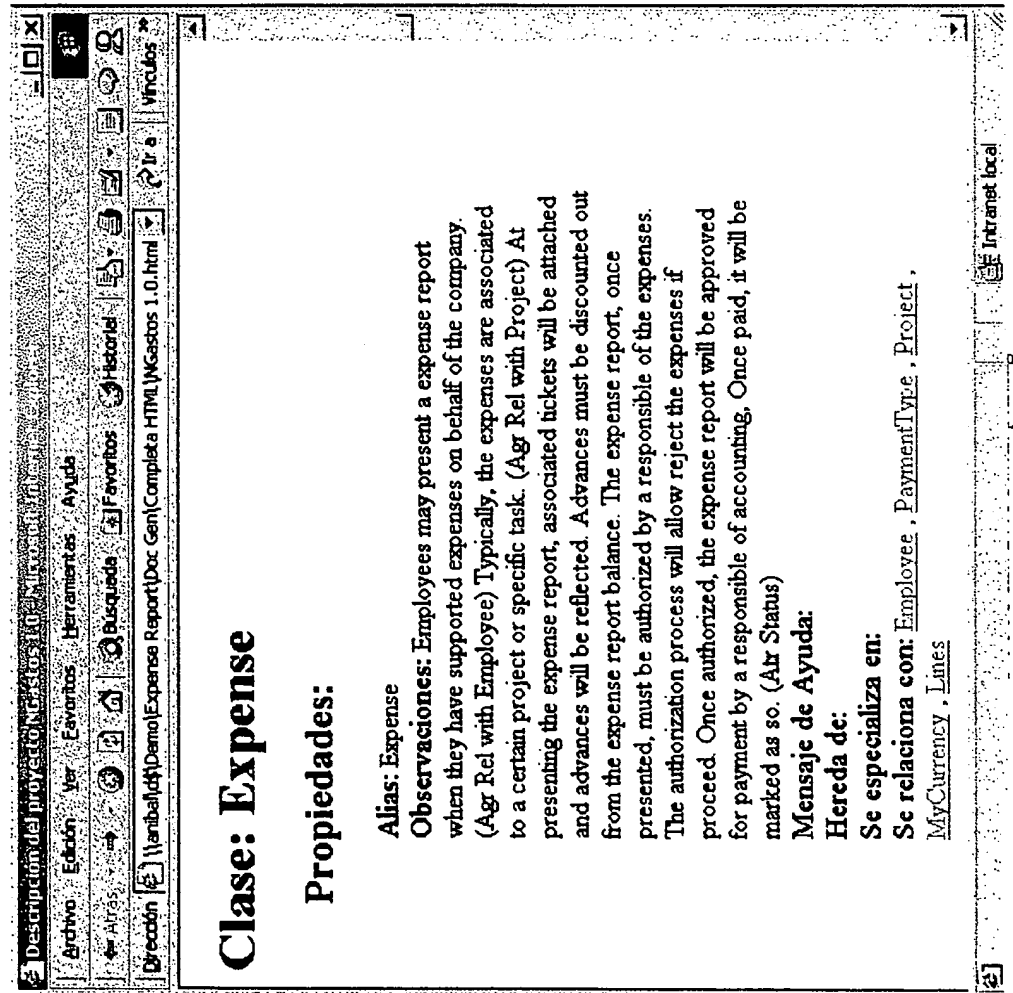 Descripción del proyecto NGastos 1.0
Archivo Edición Ver Favoritos Herramientas Ayuda
Atrás Búsqueda Favoritos Historial
Dirección \\anibal\d$\Demo\Expense Report\Doc Gen\Completa HTML\NGastos 1.0.html Ir a Vínculos »
Clase: Expense
Propiedades:
Alias: Expense
Observaciones: Employees may present a expense report
when they have supported expenses on behalf of the company.
(Agr Rel with Employee) Typically, the expenses are associated
to a certain project or specific task. (Agr Rel with Project) At
presenting the expense report, associated tickets will be attached
and advances will be reflected. Advances must be discounted out
from the expense report balance. The expense report, once
presented, must be authorized by a responsible of the expenses.
The authorization process will allow reject the expenses if
proceed. Once authorized, the expense report will be approved
for payment by a responsible of accounting, Once paid, it will be
marked as so. (Atr Status)
Mensaje de Ayuda:
Hereda de:
Se especializa en:
Se relaciona con: Employee , PaymentType , Project ,
MyCurrency , Lines
Intranet local